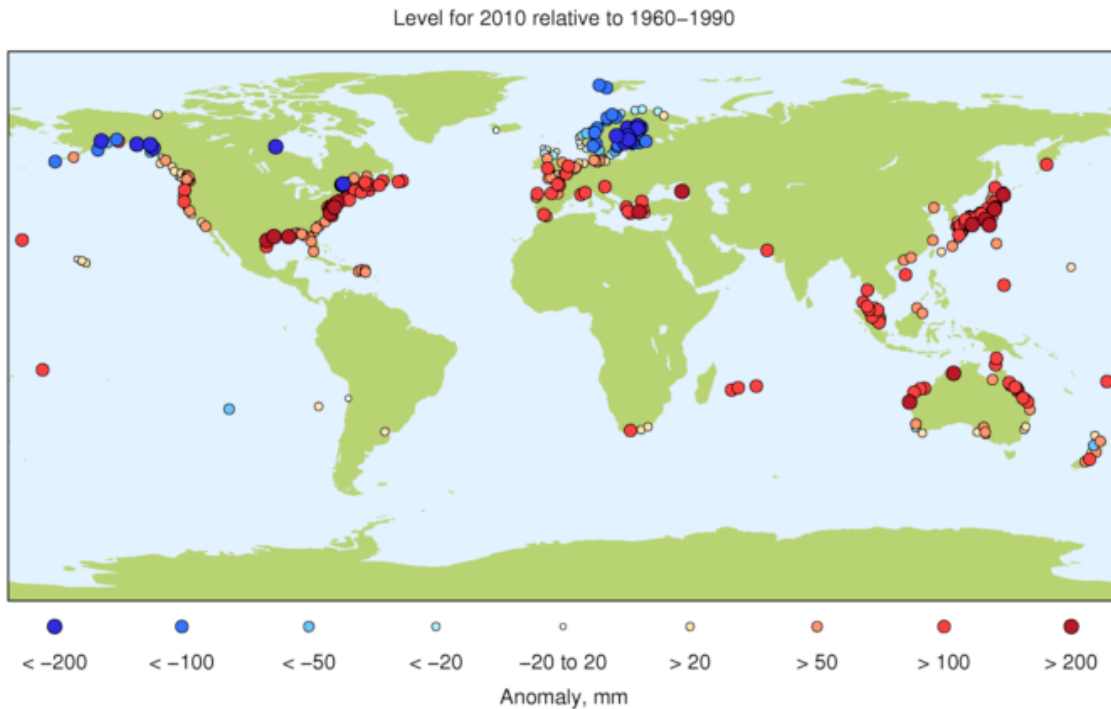 Level for 2010 relative to 1960−1990
< −200 < −100 < −50 < −20 −20 to 20 > 20 > 50 > 100 > 200
Anomaly, mm